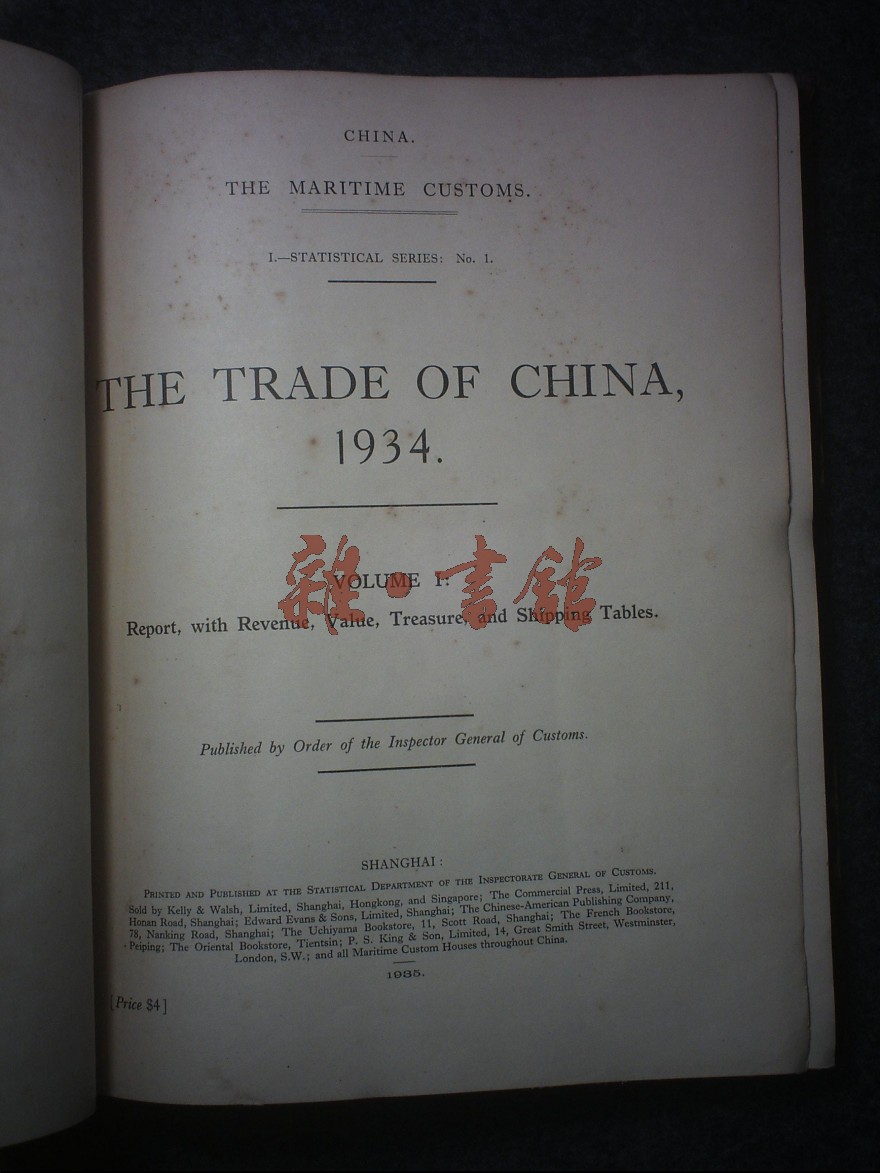 CHINA.
THE MARITIME CUSTOMS.
I.—STATISTICAL SERIES: No. 1.
THE TRADE OF CHINA,
1934.
VOLUME I:
雜·書館
Report, with Revenue, Value, Treasure, and Shipping Tables.
Published by Order of the Inspector General of Customs.
SHANGHAI:
PRINTED AND PUBLISHED AT THE STATISTICAL DEPARTMENT OF THE INSPECTORATE GENERAL OF CUSTOMS.
Sold by Kelly & Walsh, Limited, Shanghai, Hongkong, and Singapore; The Commercial Press, Limited, 211,
Honan Road, Shanghai; Edward Evans & Sons, Limited, Shanghai; The Chinese-American Publishing Company,
78, Nanking Road, Shanghai; The Uchiyama Bookstore, 11, Scott Road, Shanghai; The French Bookstore,
Peiping; The Oriental Bookstore, Tientsin; P. S. King & Son, Limited, 14, Great Smith Street, Westminster,
London, S.W.; and all Maritime Custom Houses throughout China.
1935.
[Price $4]